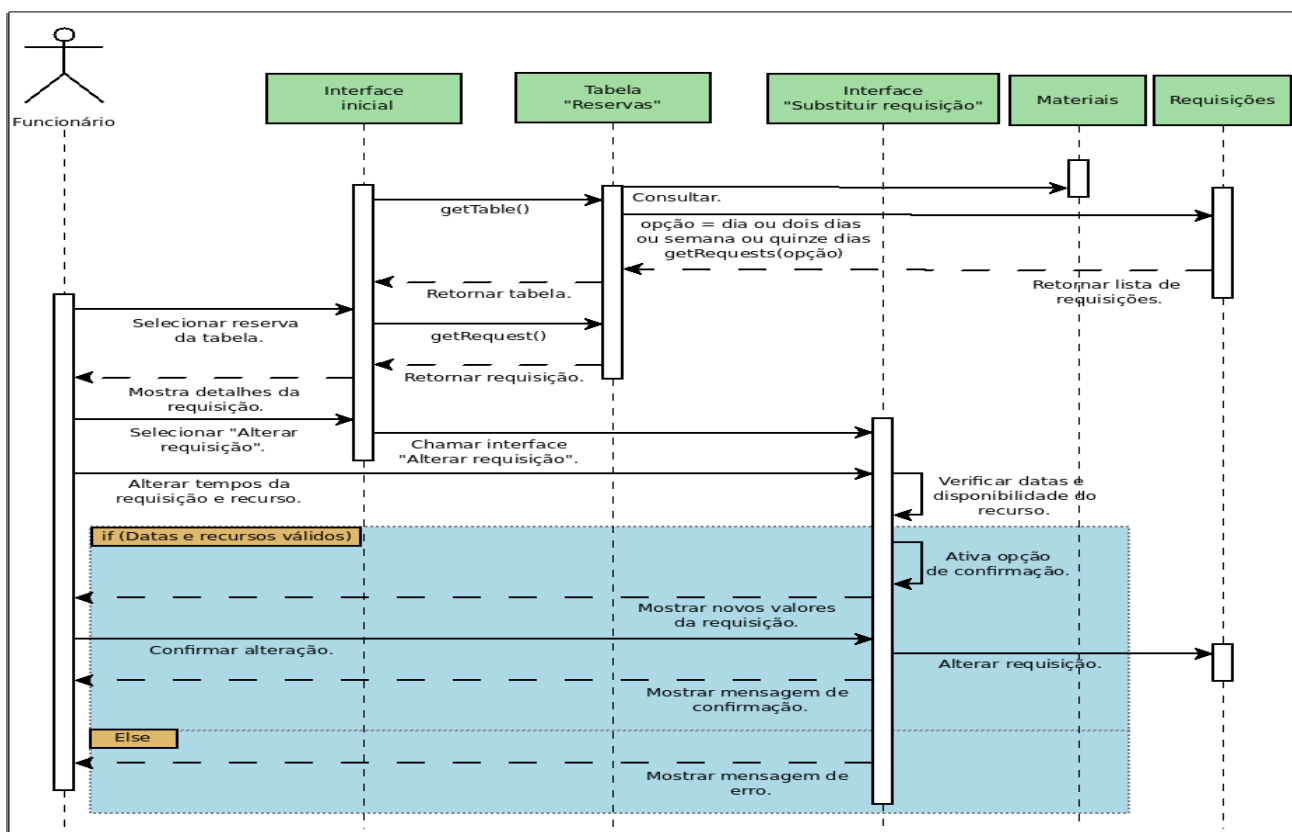 Funcionário
Interface
inicial
Tabela
"Reservas"
Interface
"Substituir requisição"
Materiais
Requisições
getTable()
Consultar.
opção = dia ou dois dias
ou semana ou quinze dias
getRequests(opção)
Retornar lista de
requisições.
Retornar tabela.
Selecionar reserva
da tabela.
getRequest()
Retornar requisição.
Mostra detalhes da
requisição.
Selecionar "Alterar
requisição".
Chamar interface
"Alterar requisição".
Alterar tempos da
requisição e recurso.
Verificar datas e
disponibilidade do
recurso.
if (Datas e recursos válidos)
Ativa opção
de confirmação.
Mostrar novos valores
da requisição.
Confirmar alteração.
Alterar requisição.
Mostrar mensagem de
confirmação.
Else
Mostrar mensagem de
erro.